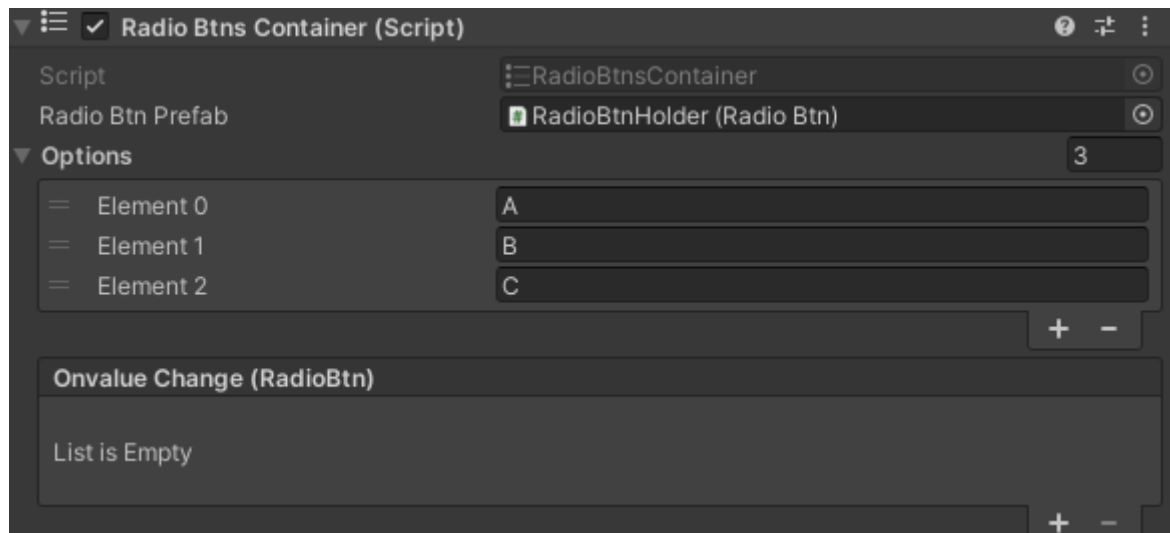 Radio Btns Container (Script)
Script RadioBtnsContainer
Radio Btn Prefab RadioBtnHolder (Radio Btn)
Options 3
Element 0 A
Element 1 B
Element 2 C
+ −
Onvalue Change (RadioBtn)
List is Empty
+ −